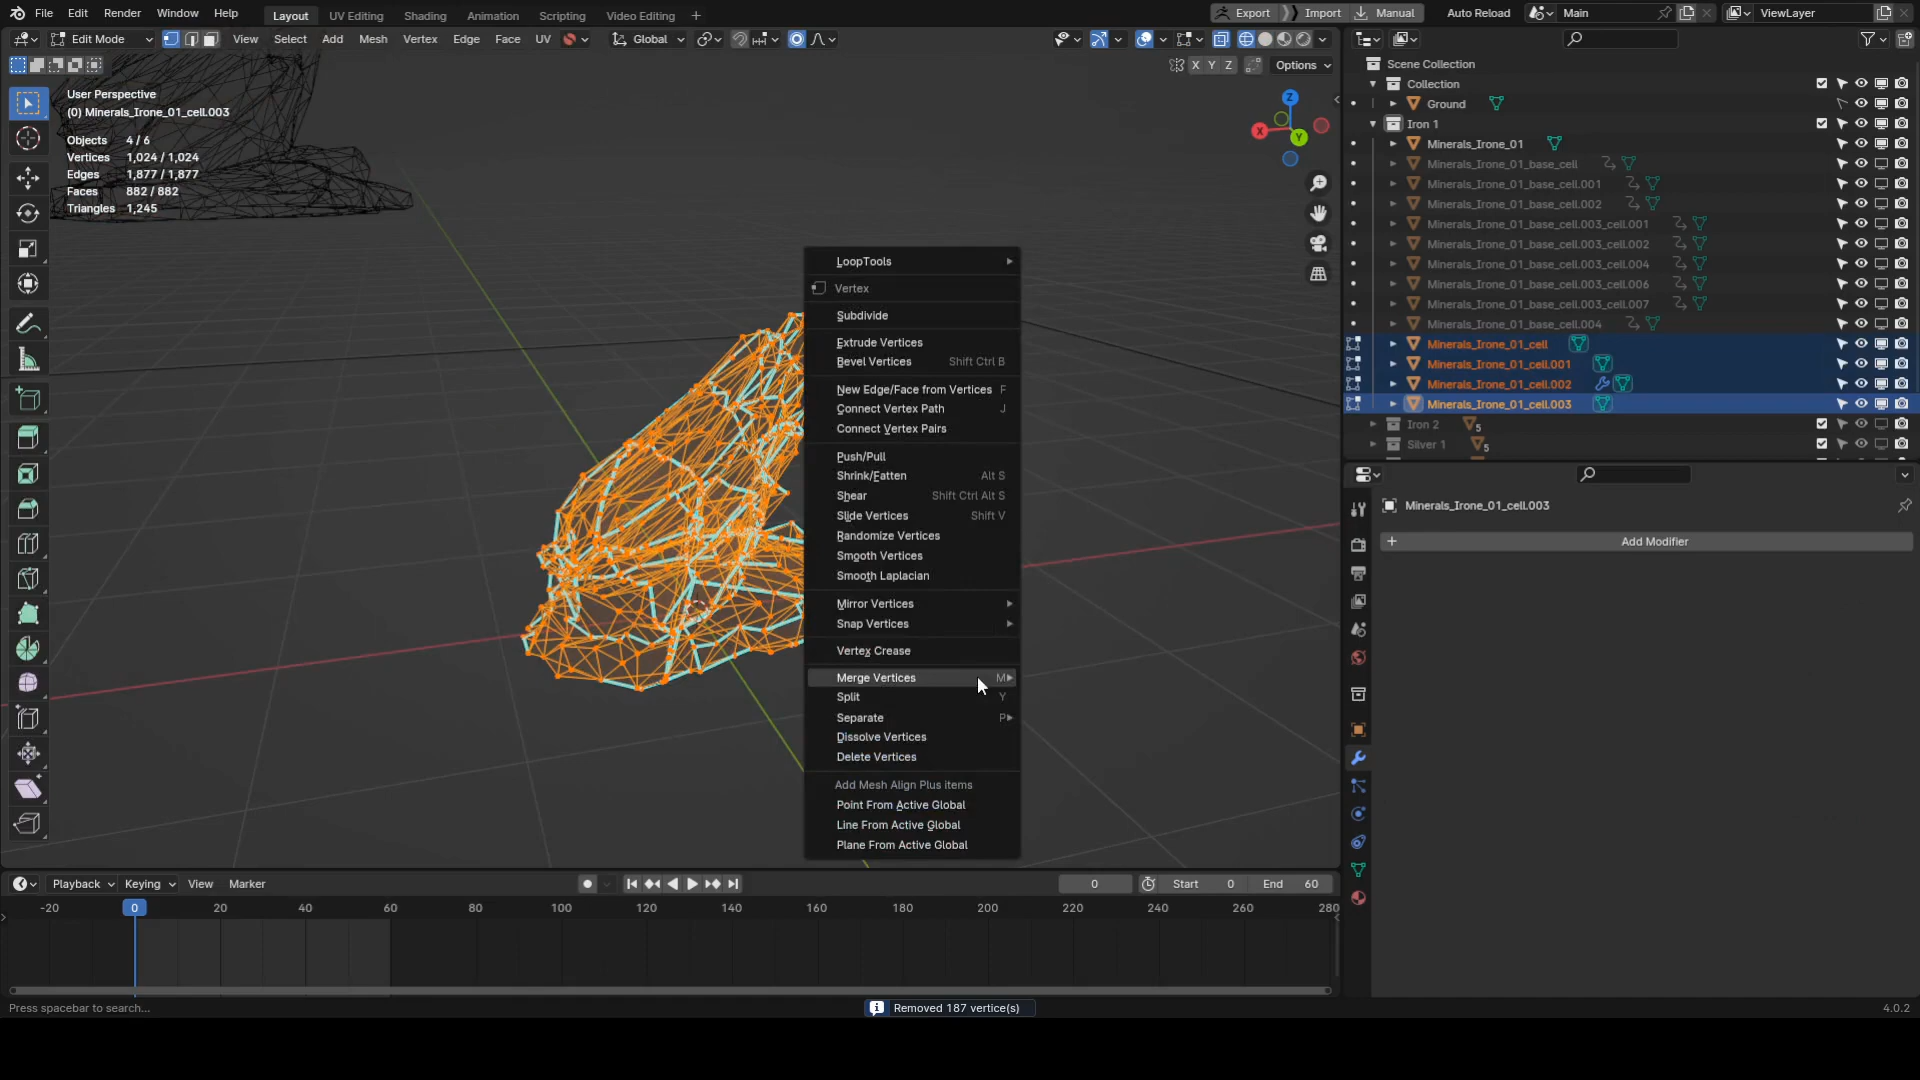 File Edit Render Window Help Layout UV Editing Shading Animation Scripting Video Editing + Export Import Manual Auto Reload Main ViewLayer
Edit Mode View Select Add Mesh Vertex Edge Face UV Global
X Y Z Options
User Perspective
(0) Minerals_Irone_01_cell.003
Objects 4 / 6
Vertices 1,024 / 1,024
Edges 1,877 / 1,877
Faces 882 / 882
Triangles 1,245
Z
X
Y
LoopTools
Vertex
Subdivide
Extrude Vertices
Bevel Vertices Shift Ctrl B
New Edge/Face from Vertices F
Connect Vertex Path J
Connect Vertex Pairs
Push/Pull
Shrink/Fatten Alt S
Shear Shift Ctrl Alt S
Slide Vertices Shift V
Randomize Vertices
Smooth Vertices
Smooth Laplacian
Mirror Vertices
Snap Vertices
Vertex Crease
Merge Vertices M
Split Y
Separate P
Dissolve Vertices
Delete Vertices
Add Mesh Align Plus items
Point From Active Global
Line From Active Global
Plane From Active Global
Scene Collection
Collection
Ground
Iron 1
Minerals_Irone_01
Minerals_Irone_01_base_cell
Minerals_Irone_01_base_cell.001
Minerals_Irone_01_base_cell.002
Minerals_Irone_01_base_cell.003_cell.001
Minerals_Irone_01_base_cell.003_cell.002
Minerals_Irone_01_base_cell.003_cell.004
Minerals_Irone_01_base_cell.003_cell.006
Minerals_Irone_01_base_cell.003_cell.007
Minerals_Irone_01_base_cell.004
Minerals_Irone_01_cell
Minerals_Irone_01_cell.001
Minerals_Irone_01_cell.002
Minerals_Irone_01_cell.003
Iron 2 5
Silver 1 5
Minerals_Irone_01_cell.003
+ Add Modifier
Playback Keying View Marker 0 Start 0 End 60
-20 0 20 40 60 80 100 120 140 160 180 200 220 240 260 280
Press spacebar to search... Removed 187 vertice(s) 4.0.2